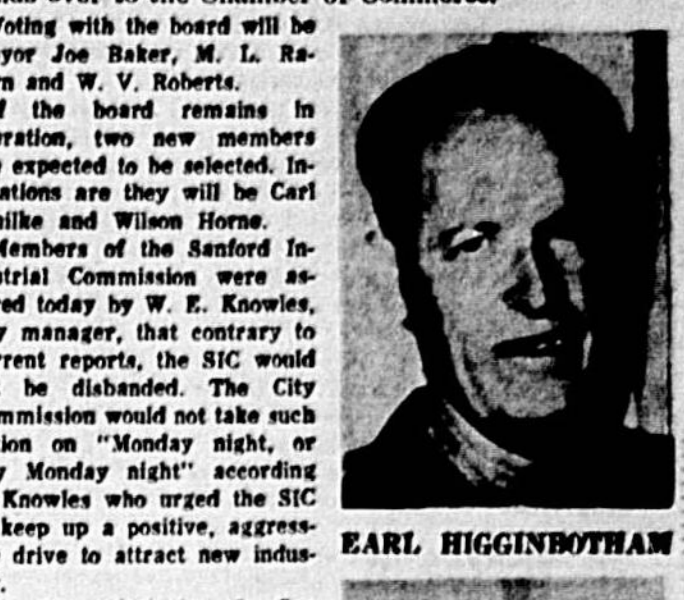 Voting with the board will be
yor Joe Baker, M. L. Ra-
n and W. V. Roberts.
f the board remains in
ration, two new members
expected to be selected. In-
ations are they will be Carl
ilke and Wilson Horne.
Members of the Sanford In-
strial Commission were as-
red today by W. E. Knowles,
y manager, that contrary to
rrent reports, the SIC would
be disbanded. The City
mmission would not take such
ion on "Monday night, or
y Monday night" according
Knowles who urged the SIC
keep up a positive, aggress-
drive to attract new indus-
EARL HIGGINBOTHAM